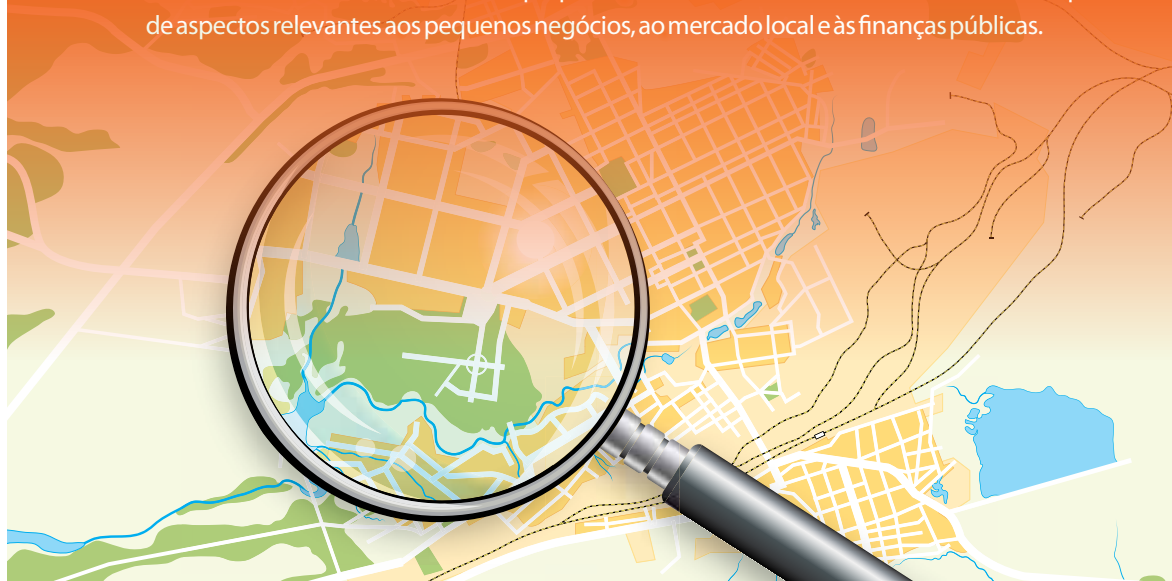 de aspectos relevantes aos pequenos negócios, ao mercado local e às finanças públicas.